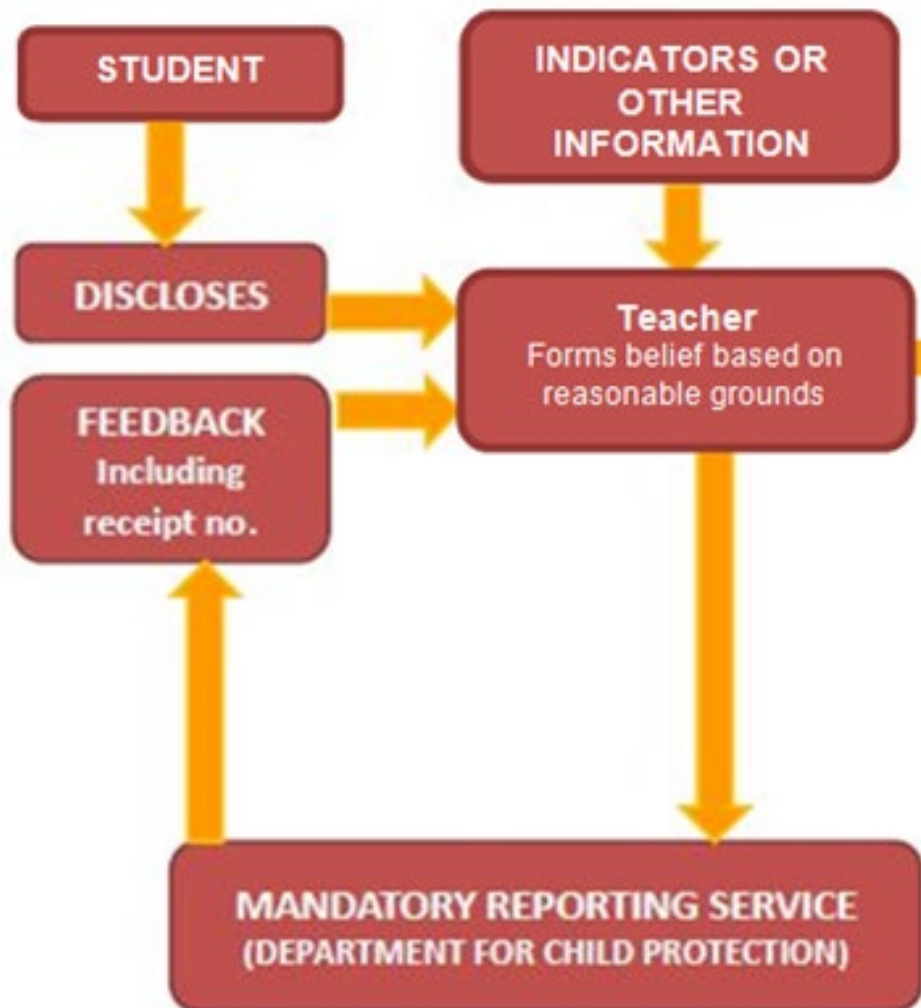 STUDENT
INDICATORS OR
OTHER
INFORMATION
DISCLOSES
Teacher
Forms belief based on
reasonable grounds
FEEDBACK
Including
receipt no.
MANDATORY REPORTING SERVICE
(DEPARTMENT FOR CHILD PROTECTION)